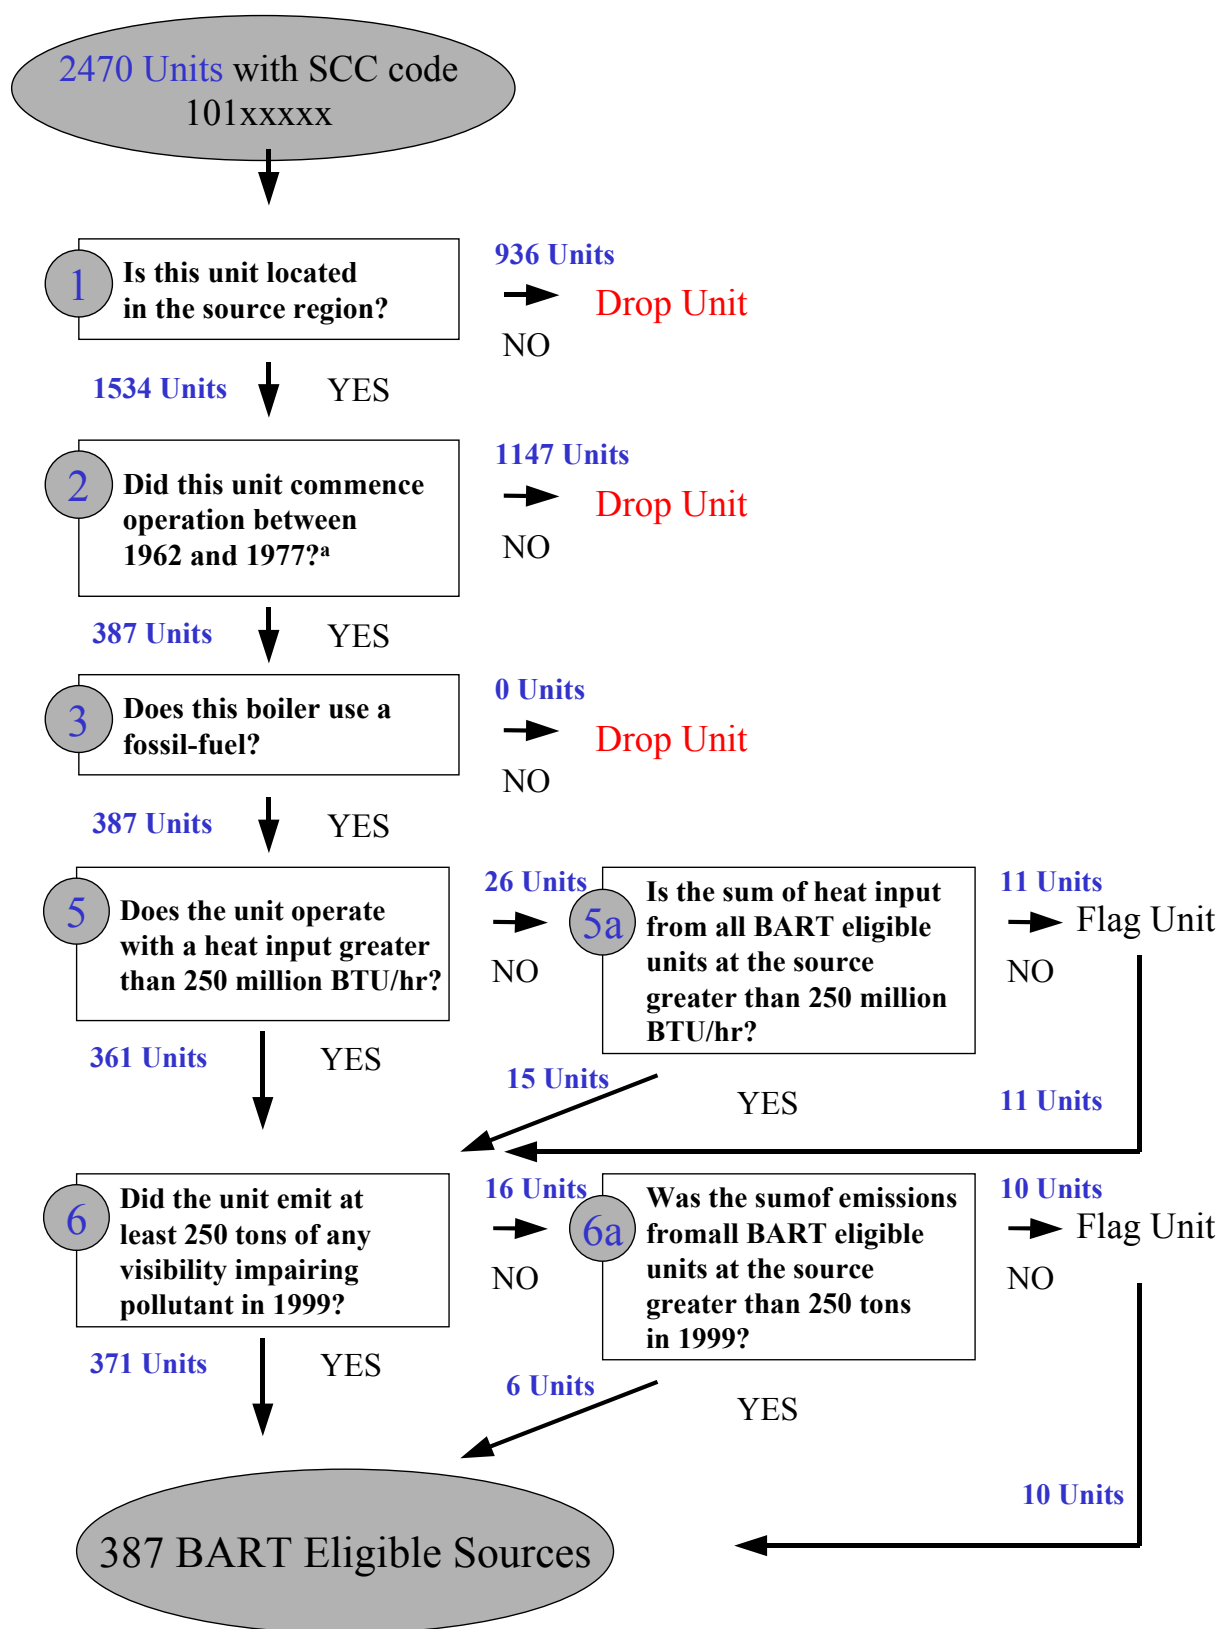 2470 Units with SCC code
101xxxxx
1
Is this unit located
in the source region?
936 Units
Drop Unit
NO
1534 Units
YES
2
Did this unit commence
operation between
1962 and 1977?ª
1147 Units
Drop Unit
NO
387 Units
YES
3
Does this boiler use a
fossil-fuel?
0 Units
Drop Unit
NO
387 Units
YES
5
Does the unit operate
with a heat input greater
than 250 million BTU/hr?
26 Units
NO
5a
Is the sum of heat input
from all BART eligible
units at the source
greater than 250 million
BTU/hr?
11 Units
Flag Unit
NO
361 Units
YES
15 Units
YES
11 Units
6
Did the unit emit at
least 250 tons of any
visibility impairing
pollutant in 1999?
16 Units
NO
6a
Was the sumof emissions
fromall BART eligible
units at the source
greater than 250 tons
in 1999?
10 Units
Flag Unit
NO
371 Units
YES
6 Units
YES
10 Units
387 BART Eligible Sources